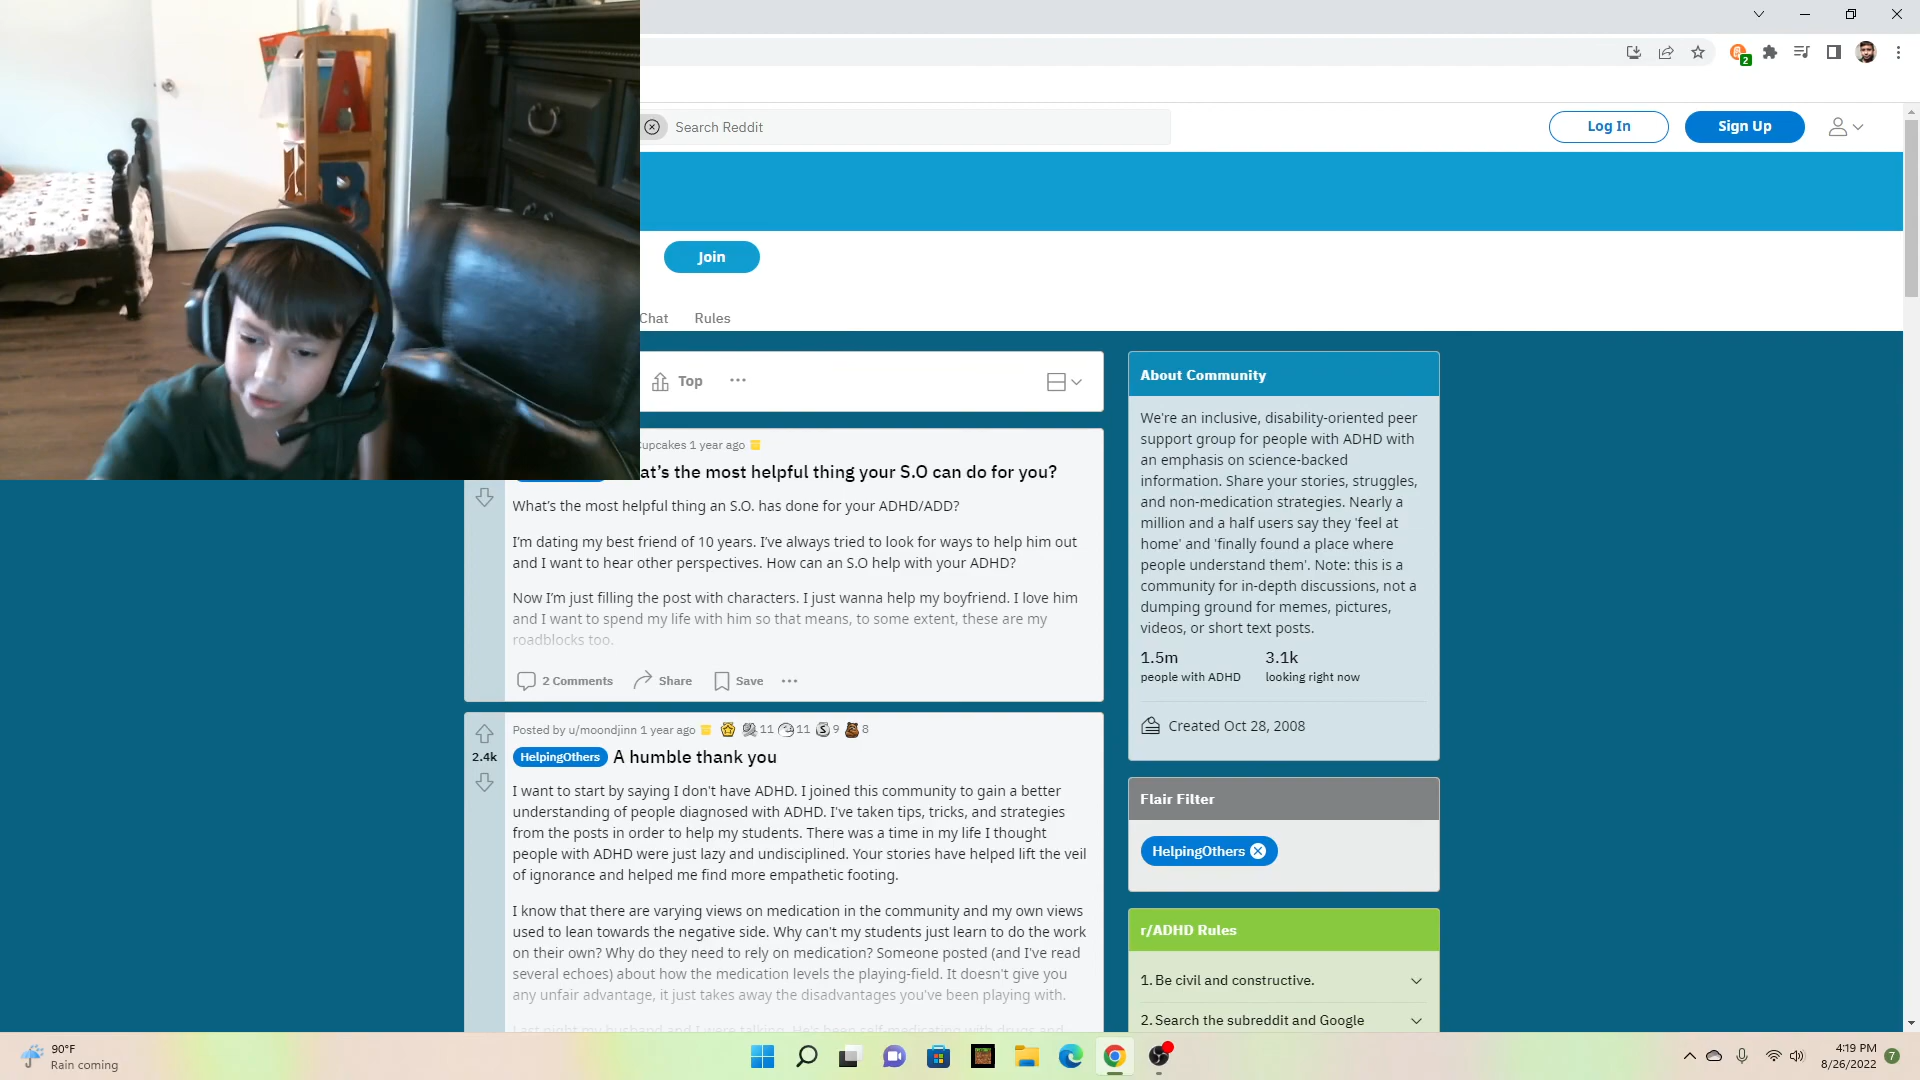 A
B
Search Reddit
Log In
Sign Up
2
Join
Chat
Rules
Top
upcakes 1 year ago
at's the most helpful thing your S.O can do for you?
What's the most helpful thing an S.O. has done for your ADHD/ADD?
I'm dating my best friend of 10 years. I've always tried to look for ways to help him out
and I want to hear other perspectives. How can an S.O help with your ADHD?
Now I'm just filling the post with characters. I just wanna help my boyfriend. I love him
and I want to spend my life with him so that means, to some extent, these are my
roadblocks too.
2 Comments
Share
Save
2.4k
Posted by u/moondjinn 1 year ago
11
11
9
8
HelpingOthers
A humble thank you
I want to start by saying I don't have ADHD. I joined this community to gain a better
understanding of people diagnosed with ADHD. I've taken tips, tricks, and strategies
from the posts in order to help my students. There was a time in my life I thought
people with ADHD were just lazy and undisciplined. Your stories have helped lift the veil
of ignorance and helped me find more empathetic footing.
I know that there are varying views on medication in the community and my own views
used to lean towards the negative side. Why can't my students just learn to do the work
on their own? Why do they need to rely on medication? Someone posted (and I've read
several echoes) about how the medication levels the playing-field. It doesn't give you
any unfair advantage, it just takes away the disadvantages you've been playing with.
Last night my husband and I were talking. He's been self-medicating with drugs and
About Community
We're an inclusive, disability-oriented peer
support group for people with ADHD with
an emphasis on science-backed
information. Share your stories, struggles,
and non-medication strategies. Nearly a
million and a half users say they 'feel at
home' and 'finally found a place where
people understand them'. Note: this is a
community for in-depth discussions, not a
dumping ground for memes, pictures,
videos, or short text posts.
1.5m
people with ADHD
3.1k
looking right now
Created Oct 28, 2008
Flair Filter
HelpingOthers
r/ADHD Rules
1. Be civil and constructive.
2. Search the subreddit and Google
90°F
Rain coming
4:19 PM
8/26/2022
7